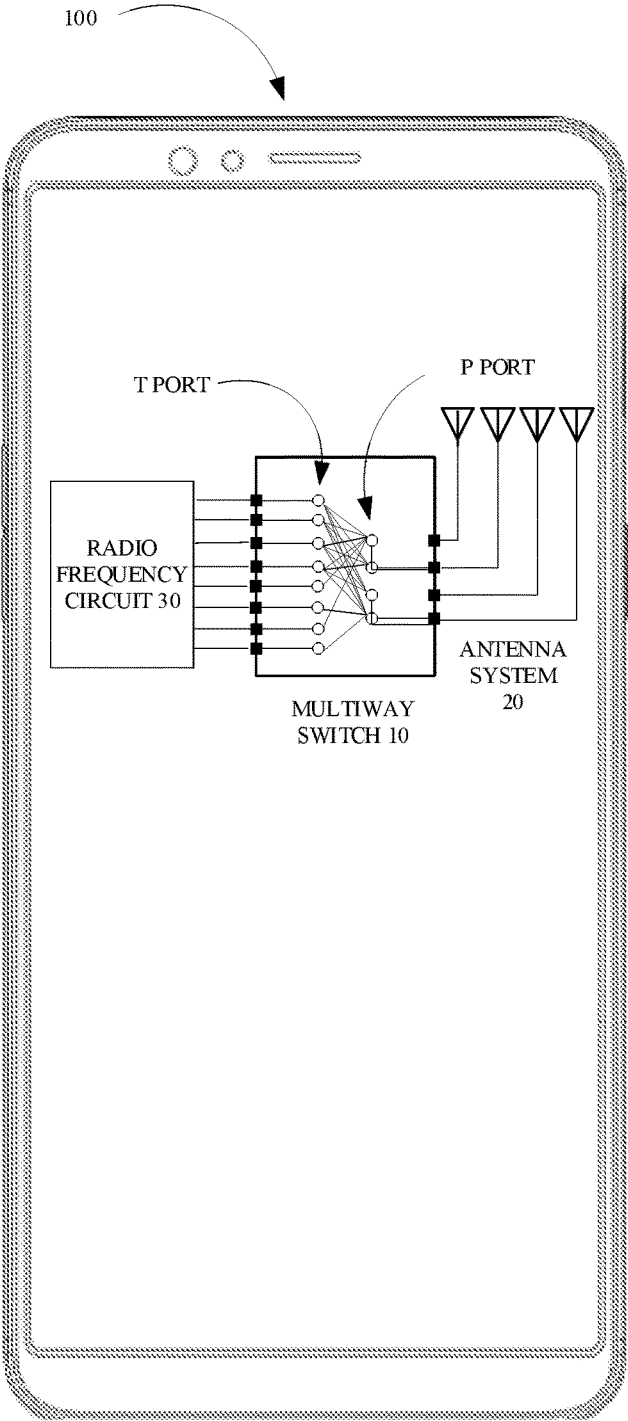 100
T PORT
P PORT
RADIO
FREQUENCY
CIRCUIT 30
MULTIWAY
SWITCH 10
ANTENNA
SYSTEM
20